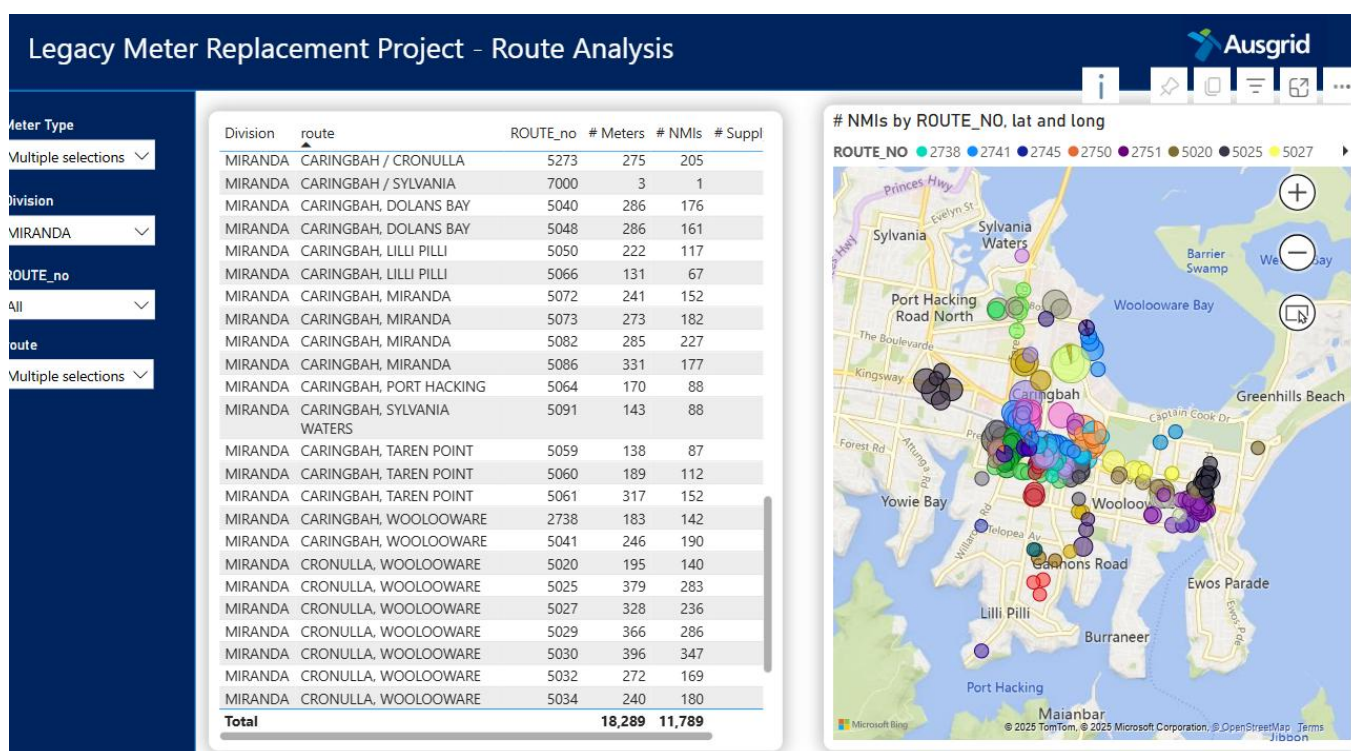 Legacy Meter Replacement Project - Route Analysis
Ausgrid
Meter Type
Multiple selections
Division
MIRANDA
ROUTE_no
All
route
Multiple selections
Division route ROUTE_no # Meters # NMIs # Suppl
MIRANDA CARINGBAH / CRONULLA 5273 275 205
MIRANDA CARINGBAH / SYLVANIA 7000 3 1
MIRANDA CARINGBAH, DOLANS BAY 5040 286 176
MIRANDA CARINGBAH, DOLANS BAY 5048 286 161
MIRANDA CARINGBAH, LILLI PILLI 5050 222 117
MIRANDA CARINGBAH, LILLI PILLI 5066 131 67
MIRANDA CARINGBAH, MIRANDA 5072 241 152
MIRANDA CARINGBAH, MIRANDA 5073 273 182
MIRANDA CARINGBAH, MIRANDA 5082 285 227
MIRANDA CARINGBAH, MIRANDA 5086 331 177
MIRANDA CARINGBAH, PORT HACKING 5064 170 88
MIRANDA CARINGBAH, SYLVANIA 5091 143 88
WATERS
MIRANDA CARINGBAH, TAREN POINT 5059 138 87
MIRANDA CARINGBAH, TAREN POINT 5060 189 112
MIRANDA CARINGBAH, TAREN POINT 5061 317 152
MIRANDA CARINGBAH, WOOLOOWARE 2738 183 142
MIRANDA CARINGBAH, WOOLOOWARE 5041 246 190
MIRANDA CRONULLA, WOOLOOWARE 5020 195 140
MIRANDA CRONULLA, WOOLOOWARE 5025 379 283
MIRANDA CRONULLA, WOOLOOWARE 5027 328 236
MIRANDA CRONULLA, WOOLOOWARE 5029 366 286
MIRANDA CRONULLA, WOOLOOWARE 5030 396 347
MIRANDA CRONULLA, WOOLOOWARE 5032 272 169
MIRANDA CRONULLA, WOOLOOWARE 5034 240 180
Total 18,289 11,789
# NMIs by ROUTE_NO, lat and long
ROUTE_NO 2738 2741 2745 2750 2751 5020 5025 5027
Princes Hwy
Evelyn St
Sylvania
Sylvania
Waters
Barrier
Swamp
Port Hacking
Road North
Woolooware Bay
The Boulevarde
Kingsway
Caringbah
Greenhills Beach
Captain Cook Dr
Forest Rd
Attunga Rd
Yowie Bay
Telopea Av
Gannons Road
Ewos Parade
Ewos Pde
Lilli Pilli
Burraneer
Port Hacking
Maianbar
Microsoft Bing
© 2025 TomTom, © 2025 Microsoft Corporation, © OpenStreetMap Terms
Jibbon